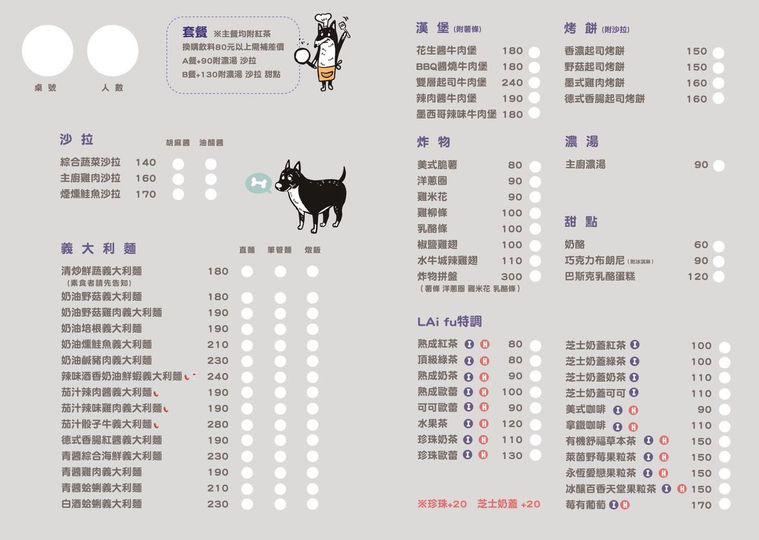 桌號
人數
套餐 ※主餐均附紅茶
換購飲料80元以上需補差價
A餐+90附濃湯 沙拉
B餐+130附濃湯 沙拉 甜點
沙拉 胡麻醬 油醋醬
綜合蔬菜沙拉 140
主廚雞肉沙拉 160
煙燻鮭魚沙拉 170
義大利麵 直麵 筆管麵 燉飯
清炒鮮蔬義大利麵 180
(素食者請先告知)
奶油野菇義大利麵 180
奶油野菇雞肉義大利麵 190
奶油培根義大利麵 190
奶油燻鮭魚義大利麵 210
奶油鹹豬肉義大利麵 230
辣味酒香奶油鮮蝦義大利麵 240
茄汁辣肉醬義大利麵 190
茄汁辣味雞肉義大利麵 190
茄汁骰子牛義大利麵 280
德式香腸紅醬義大利麵 190
青醬綜合海鮮義大利麵 230
青醬雞肉義大利麵 190
青醬蛤蜊義大利麵 210
白酒蛤蜊義大利麵 230
漢堡 (附薯條)
花生醬牛肉堡 180
BBQ醬燒牛肉堡 180
雙層起司牛肉堡 240
辣肉醬牛肉堡 190
墨西哥辣味牛肉堡 180
炸物
美式脆薯 80
洋蔥圈 90
雞米花 90
雞柳條 100
乳酪條 100
椒鹽雞翅 100
水牛城辣雞翅 110
炸物拼盤 300
(薯條 洋蔥圈 雞米花 乳酪條)
烤餅 (附沙拉)
香濃起司烤餅 150
野菇起司烤餅 150
墨式雞肉烤餅 160
德式香腸起司烤餅 160
濃湯
主廚濃湯 90
甜點
奶酪 60
巧克力布朗尼 (附冰淇淋) 90
巴斯克乳酪蛋糕 120
LAi fu特調
熟成紅茶 I H 80
頂級綠茶 I H 80
熟成奶茶 I H 90
熟成歐蕾 I H 100
可可歐蕾 I H 90
水果茶 I H 120
珍珠奶茶 I H 110
珍珠歐蕾 I H 130
芝士奶蓋紅茶 I 100
芝士奶蓋綠茶 I 100
芝士奶蓋奶茶 I 110
芝士奶蓋可可 I 110
美式咖啡 I H 90
拿鐵咖啡 I H 110
有機舒福草本茶 I H 150
萊茵野莓果粒茶 I H 150
永恆愛戀果粒茶 I H 150
冰釀百香天堂果粒茶 I H 150
莓有葡萄 I H 170
※珍珠+20 芝士奶蓋 +20